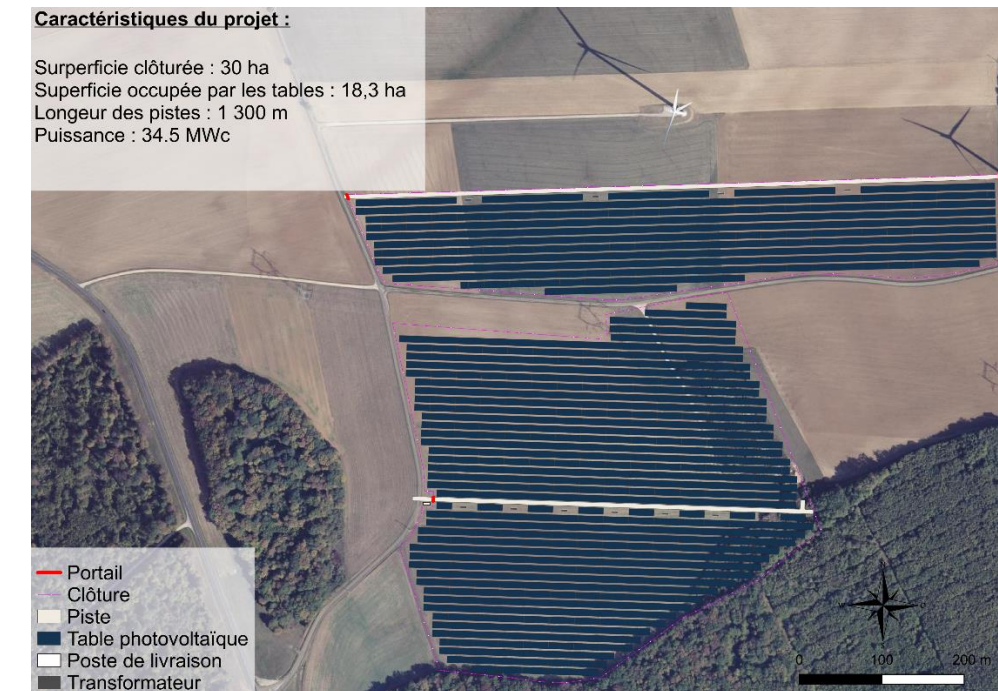 Caractéristiques du projet :
Surperficie clôturée : 30 ha
Superficie occupée par les tables : 18,3 ha
Longeur des pistes : 1 300 m
Puissance : 34.5 MWc
Portail
Clôture
Piste
Table photovoltaïque
Poste de livraison
Transformateur
0 100 200 m